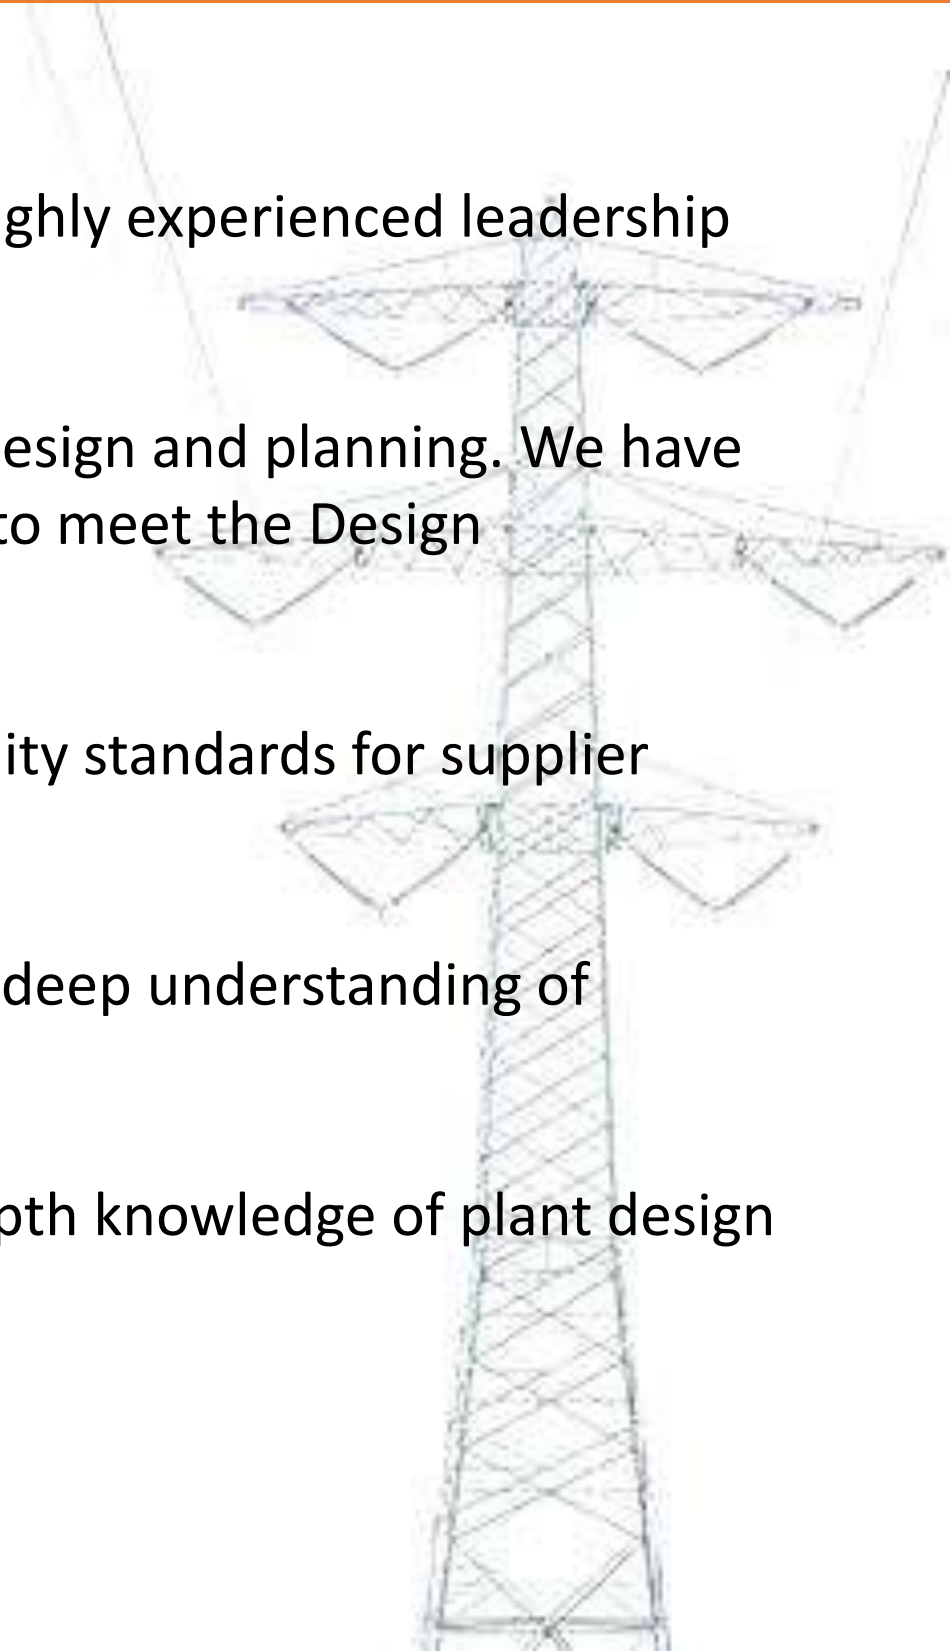 ghly experienced leadership
esign and planning. We have
to meet the Design
ity standards for supplier
deep understanding of
pth knowledge of plant design